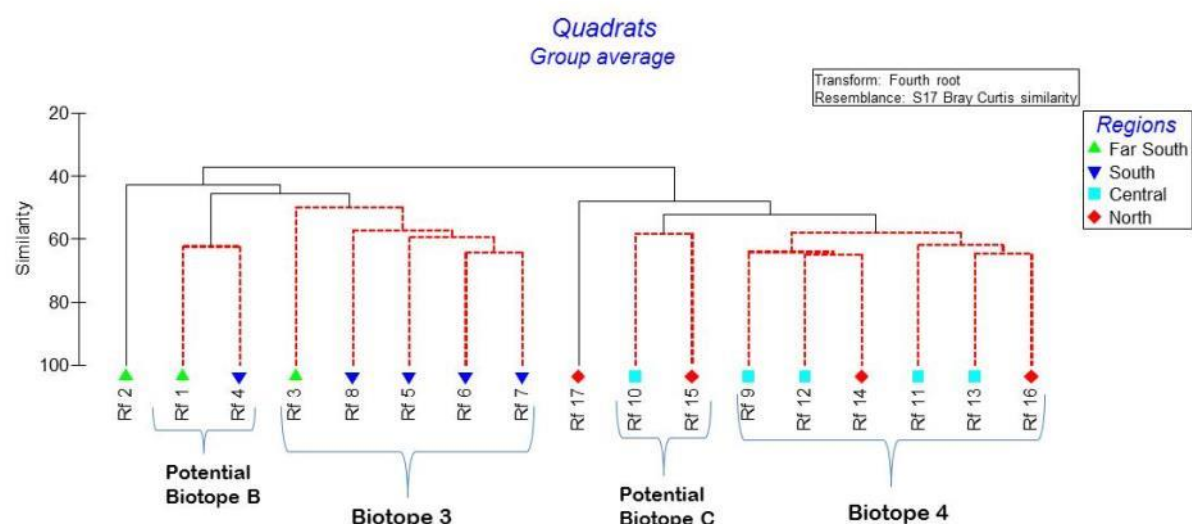 Quadrats
Group average
Transform: Fourth root
Resemblance: S17 Bray Curtis similarity
Regions
Far South
South
Central
North
Similarity
20
40
60
80
100
Rf 2
Rf 1
Rf 4
Rf 3
Rf 8
Rf 5
Rf 6
Rf 7
Rf 17
Rf 10
Rf 15
Rf 9
Rf 12
Rf 14
Rf 11
Rf 13
Rf 16
Potential
Biotope B
Biotope 3
Potential
Biotope C
Biotope 4